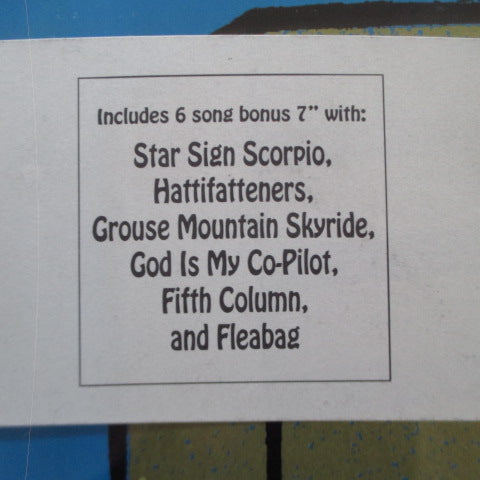 Includes 6 song bonus 7” with:
Star Sign Scorpio,
Hattifatteners,
Grouse Mountain Skyride,
God Is My Co-Pilot,
Fifth Column,
and Fleabag